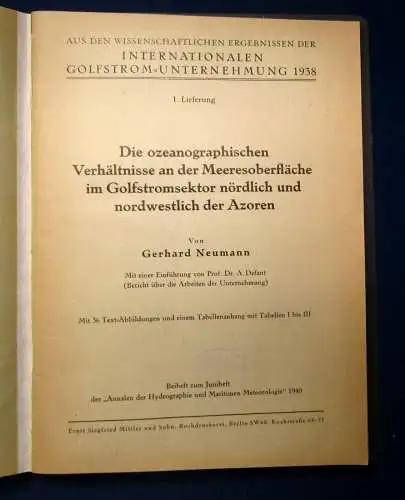 AUS DEN WISSENSCHAFTLICHEN ERGEBNISSEN DER
INTERNATIONALEN
GOLFSTROM-UNTERNEHMUNG 1938
1. Lieferung
Die ozeanographischen
Verhältnisse an der Meeresoberfläche
im Golfstromsektor nördlich und
nordwestlich der Azoren
Von
Gerhard Neumann
Mit einer Einführung von Prof. Dr. A. Defant
(Bericht über die Arbeiten der Unternehmung)
Mit 36 Text-Abbildungen und einem Tabellenanhang mit Tabellen I bis III
Beiheft zum Juniheft
der „Annalen der Hydrographie und Maritimen Meteorologie" 1940
Ernst Siegfried Mittler und Sohn, Buchdruckerei, Berlin SW68, Kochstraße 68-71